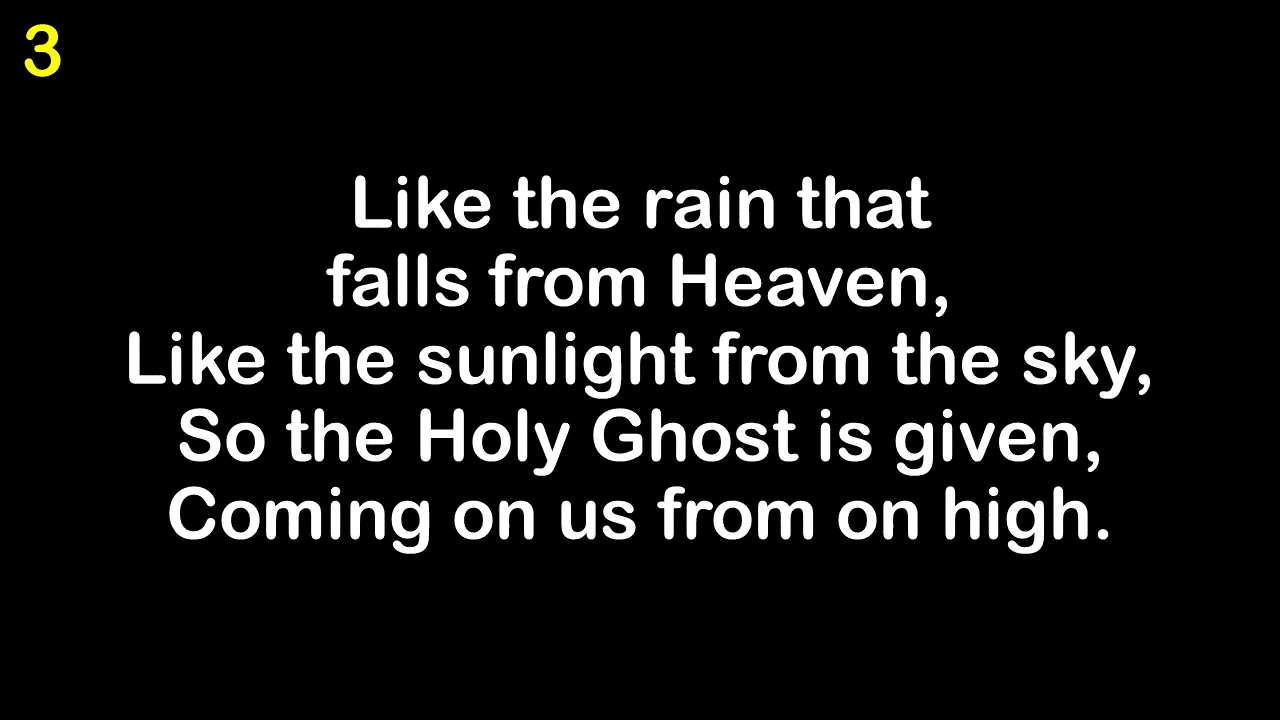 3
Like the rain that
falls from Heaven,
Like the sunlight from the sky,
So the Holy Ghost is given,
Coming on us from on high.